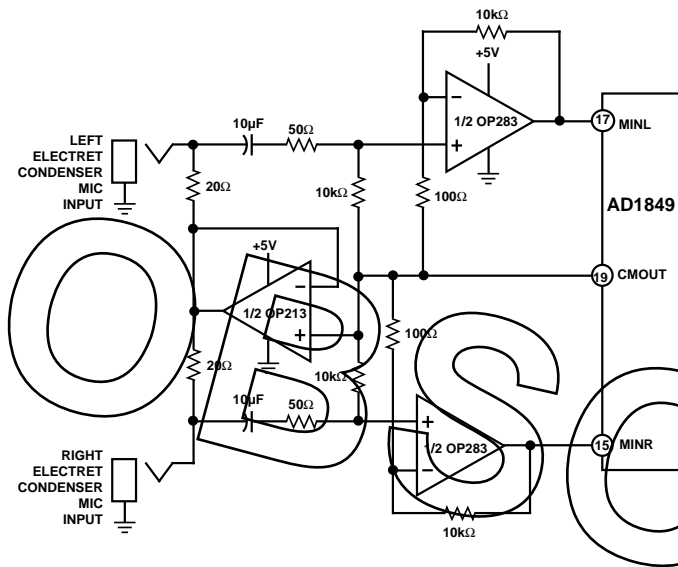 10kΩ
+5V
1/2 OP283
17 MINL
10µF
50Ω
LEFT
ELECTRET
CONDENSER
MIC
INPUT
20Ω
10kΩ
100Ω
AD1849
+5V
19 CMOUT
1/2 OP213
100Ω
20Ω
10kΩ
10µF
50Ω
1/2 OP283
15 MINR
RIGHT
ELECTRET
CONDENSER
MIC
INPUT
10kΩ
OBSO